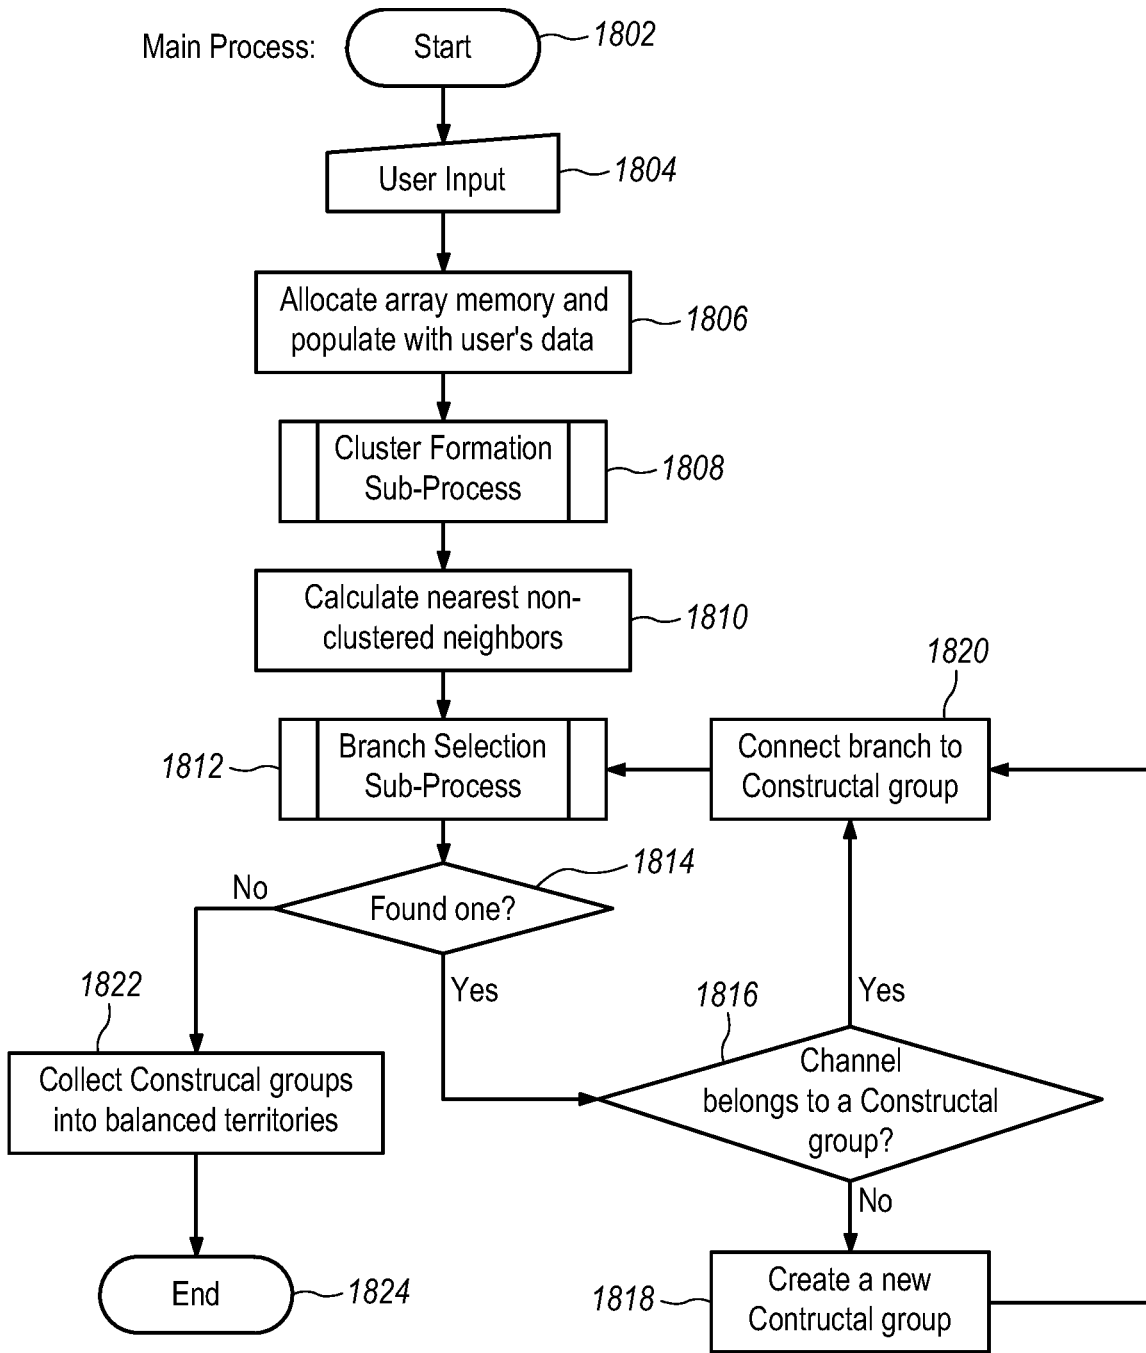 Main Process:
Start
1802
User Input
1804
Allocate array memory and
populate with user's data
1806
Cluster Formation
Sub-Process
1808
Calculate nearest non-
clustered neighbors
1810
1812
Branch Selection
Sub-Process
1820
Connect branch to
Constructal group
1814
Found one?
No
Yes
1822
Collect Construcal groups
into balanced territories
1816
Channel
belongs to a Constructal
group?
Yes
No
End
1824
1818
Create a new
Contructal group